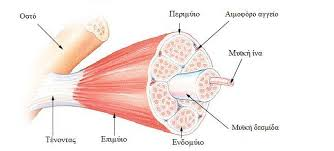 Οστό
Περιμύιο
Αιμοφόρο αγγείο
Μυϊκή ίνα
Τένοντας
Επιμύιο
Ενδομύιο
Μυϊκή δεσμίδα